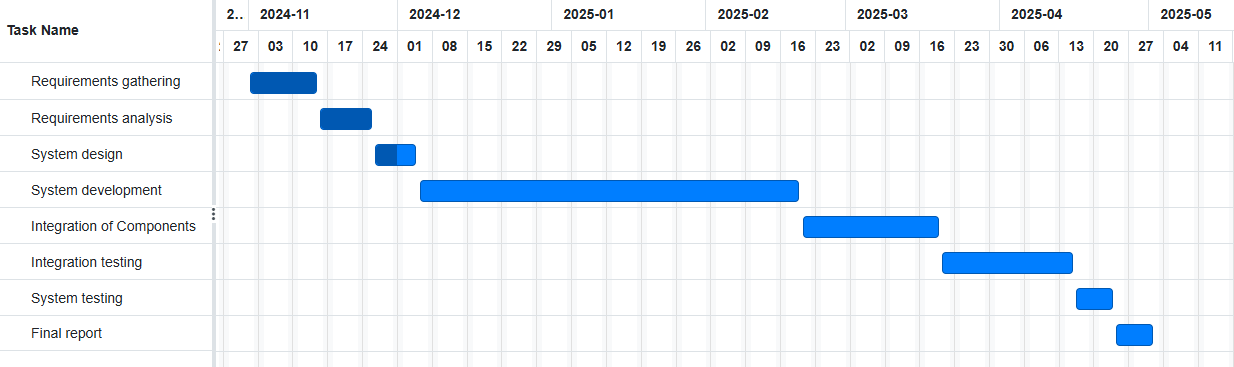 Task Name
2.. 2024-11 2024-12 2025-01 2025-02 2025-03 2025-04 2025-05
27 03 10 17 24 01 08 15 22 29 05 12 19 26 02 09 16 23 02 09 16 23 30 06 13 20 27 04 11
Requirements gathering
Requirements analysis
System design
System development
Integration of Components
Integration testing
System testing
Final report